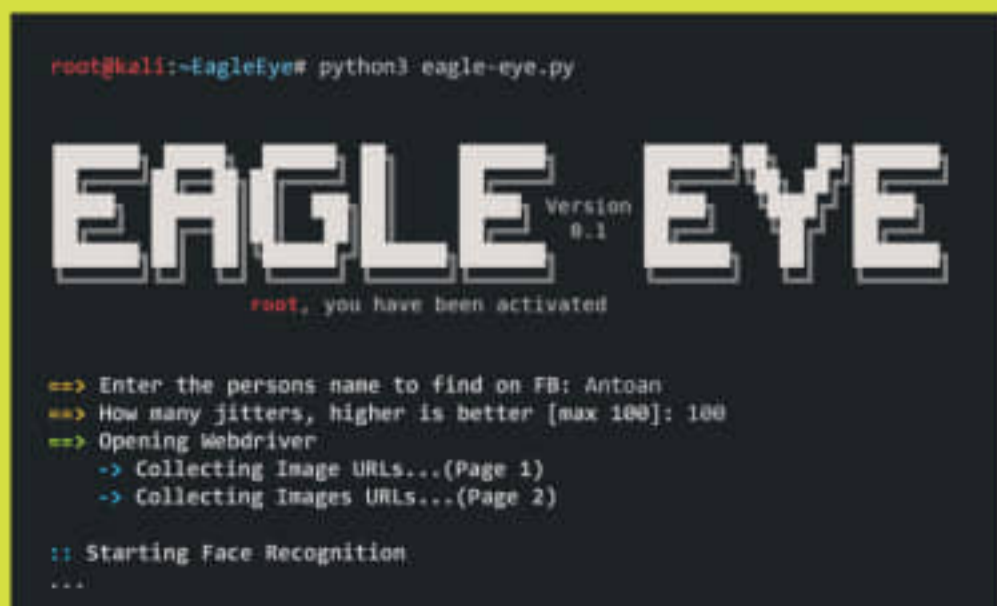 root@kali:~EagleEye# python3 eagle-eye.py
EAGLE EYE
Version
0.1
root, you have been activated
==> Enter the persons name to find on FB: Antoan
==> How many jitters, higher is better [max 100]: 100
==> Opening Webdriver
-> Collecting Image URLs...(Page 1)
-> Collecting Images URLs...(Page 2)
:: Starting Face Recognition
...